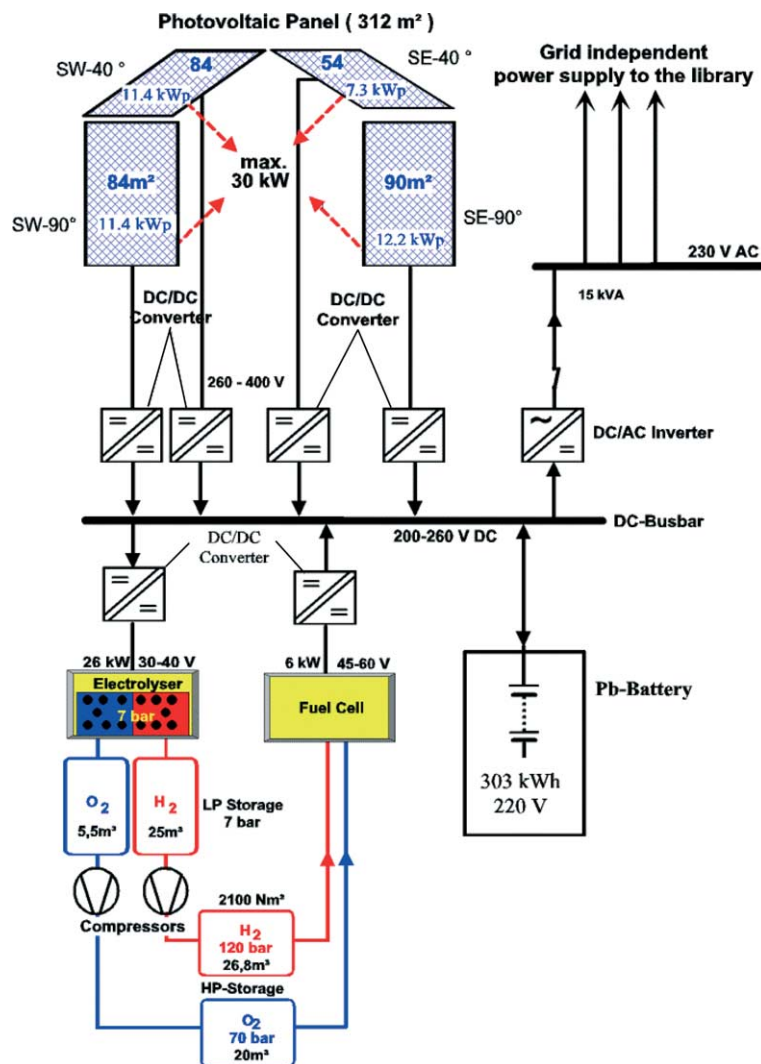 Photovoltaic Panel ( 312 m² )
SW-40 °
84
11.4 kWp
54
7.3 kWp
SE-40 °
Grid independent
power supply to the library
max.
30 kW
84m²
11.4 kWp
SW-90°
90m²
12.2 kWp
SE-90°
230 V AC
15 kVA
DC/DC
Converter
DC/DC
Converter
260 - 400 V
DC/AC Inverter
DC-Busbar
200-260 V DC
DC/DC
Converter
26 kW
30-40 V
6 kW
45-60 V
Electrolyser
7 bar
Fuel Cell
Pb-Battery
303 kWh
220 V
O2
5,5m³
H2
25m³
LP Storage
7 bar
Compressors
2100 Nm³
H2
120 bar
26,8m³
HP-Storage
O2
70 bar
20m³